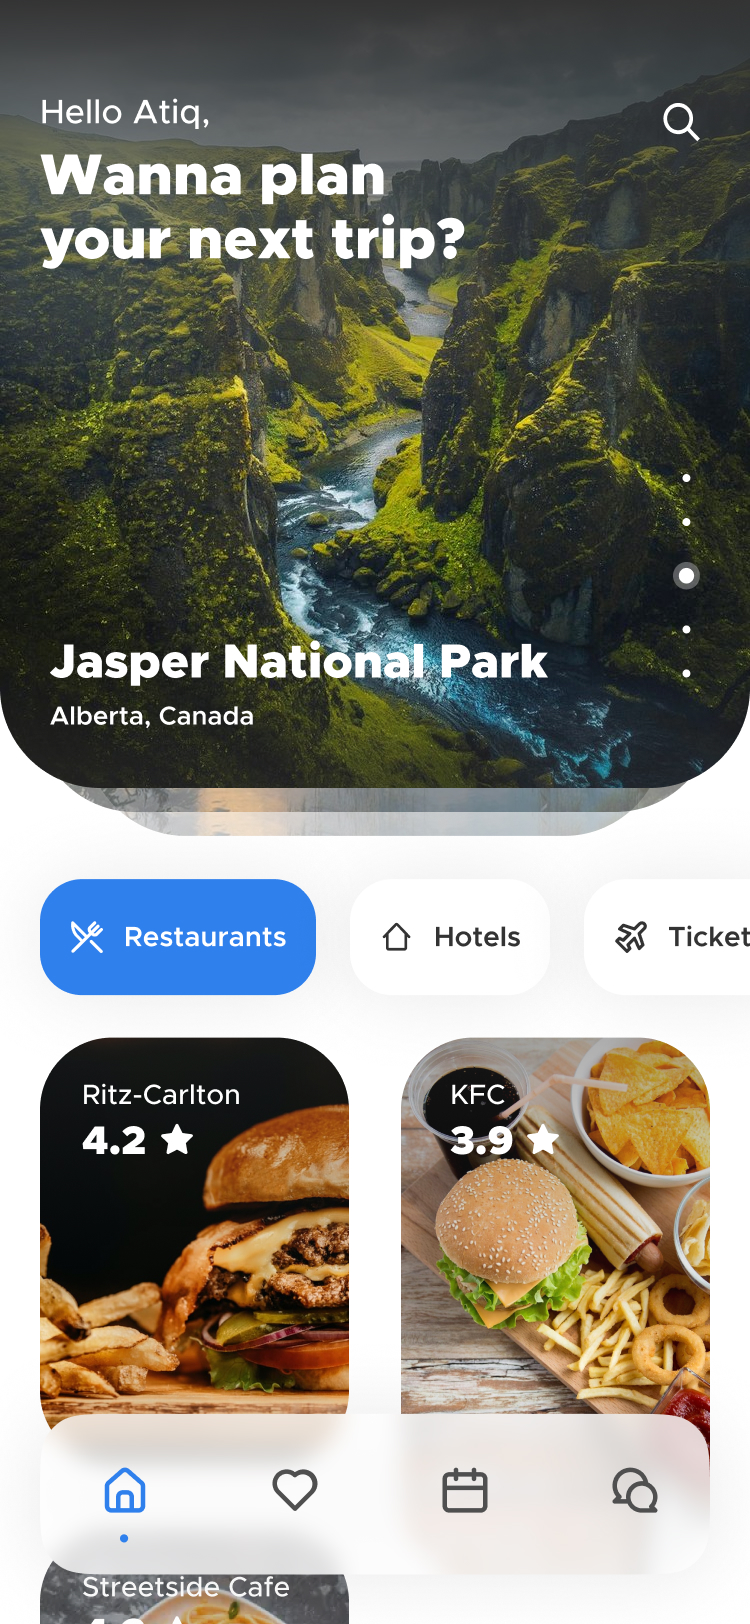 Hello Atiq,
Wanna plan
your next trip?
Jasper National Park
Alberta, Canada
Restaurants
Hotels
Ticket
Ritz-Carlton
4.2
KFC
3.9
Streetside Cafe